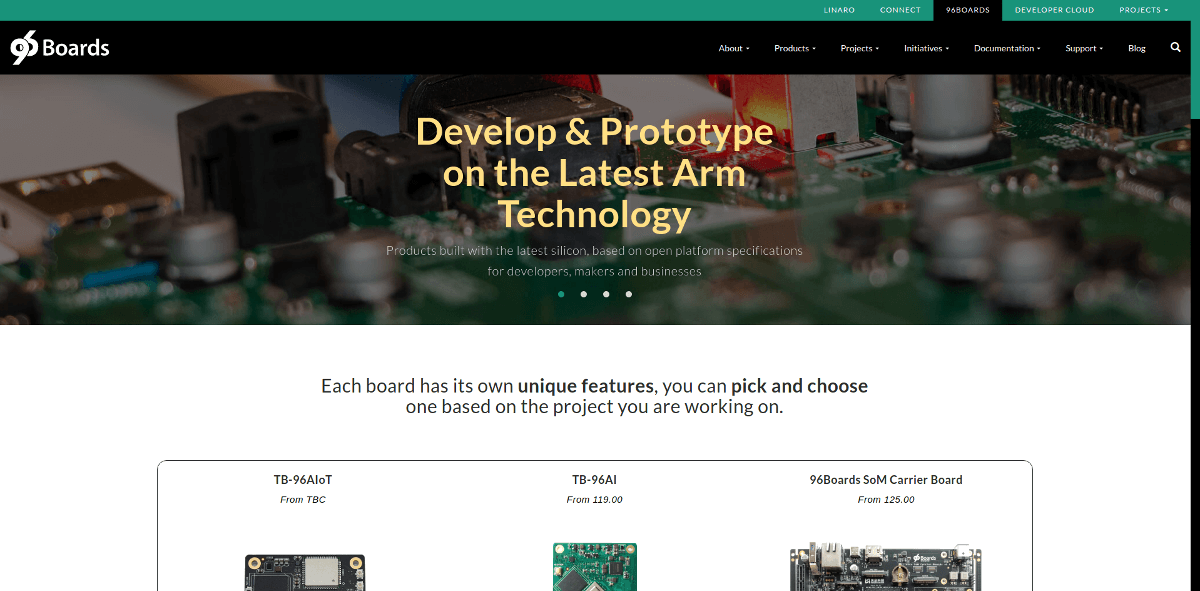 LINARO CONNECT 96BOARDS DEVELOPER CLOUD PROJECTS
96 Boards About Products Projects Initiatives Documentation Support Blog
Develop & Prototype
on the Latest Arm
Technology
Products built with the latest silicon, based on open platform specifications
for developers, makers and businesses
Each board has its own unique features, you can pick and choose
one based on the project you are working on.
TB-96AIoT TB-96AI 96Boards SoM Carrier Board
From TBC From 119.00 From 125.00